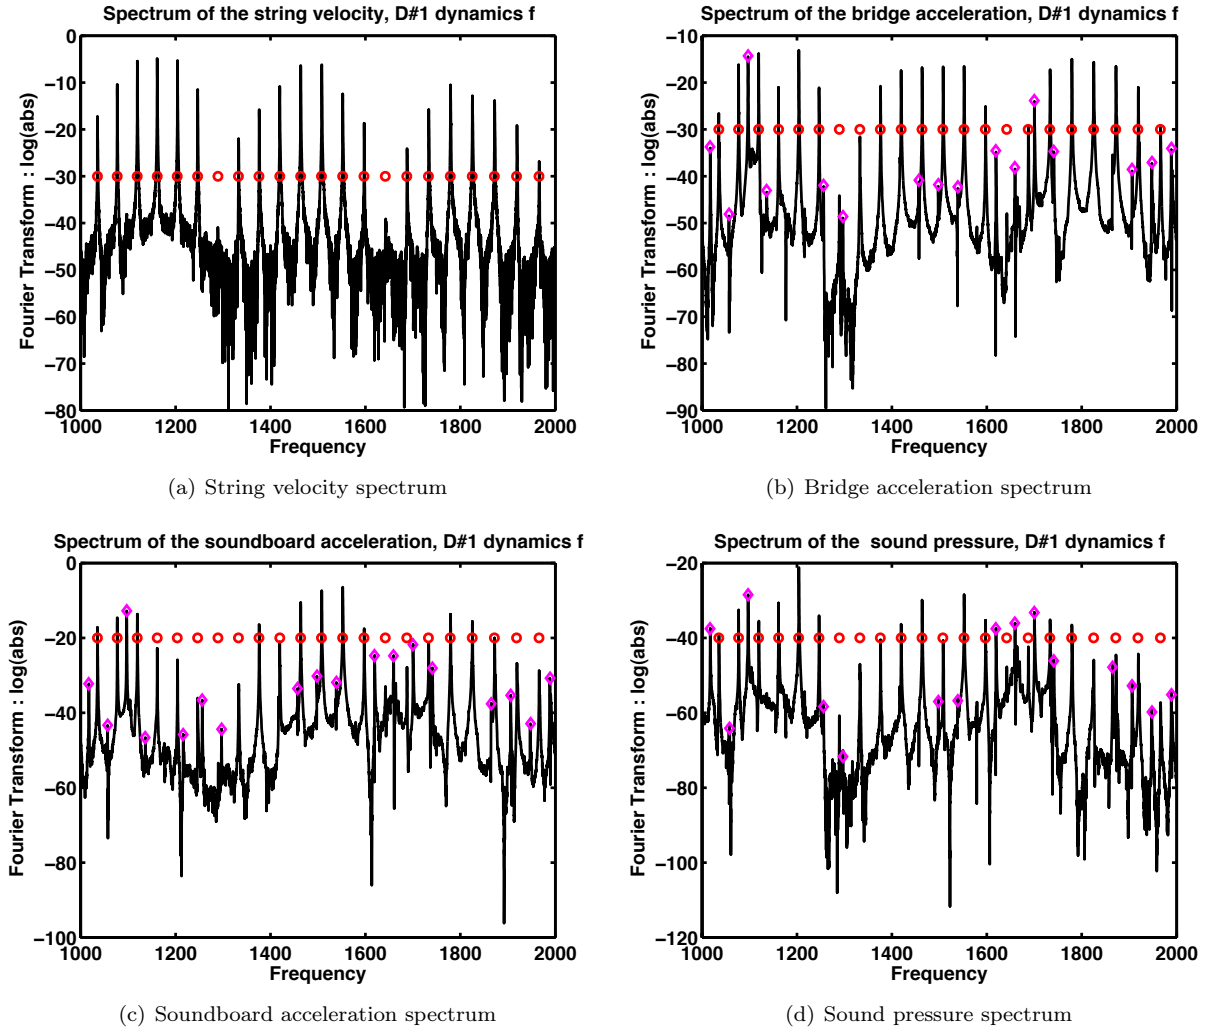 Spectrum of the string velocity, D#1 dynamics f
0
−10
−20
−30
−40
−50
−60
−70
−80
1000 1200 1400 1600 1800 2000
Frequency
Fourier Transform : log(abs)
(a) String velocity spectrum
Spectrum of the bridge acceleration, D#1 dynamics f
−10
−20
−30
−40
−50
−60
−70
−80
−90
1000 1200 1400 1600 1800 2000
Frequency
Fourier Transform : log(abs)
(b) Bridge acceleration spectrum
Spectrum of the soundboard acceleration, D#1 dynamics f
0
−20
−40
−60
−80
−100
1000 1200 1400 1600 1800 2000
Frequency
Fourier Transform : log(abs)
(c) Soundboard acceleration spectrum
Spectrum of the sound pressure, D#1 dynamics f
−20
−40
−60
−80
−100
−120
1000 1200 1400 1600 1800 2000
Frequency
Fourier Transform : log(abs)
(d) Sound pressure spectrum